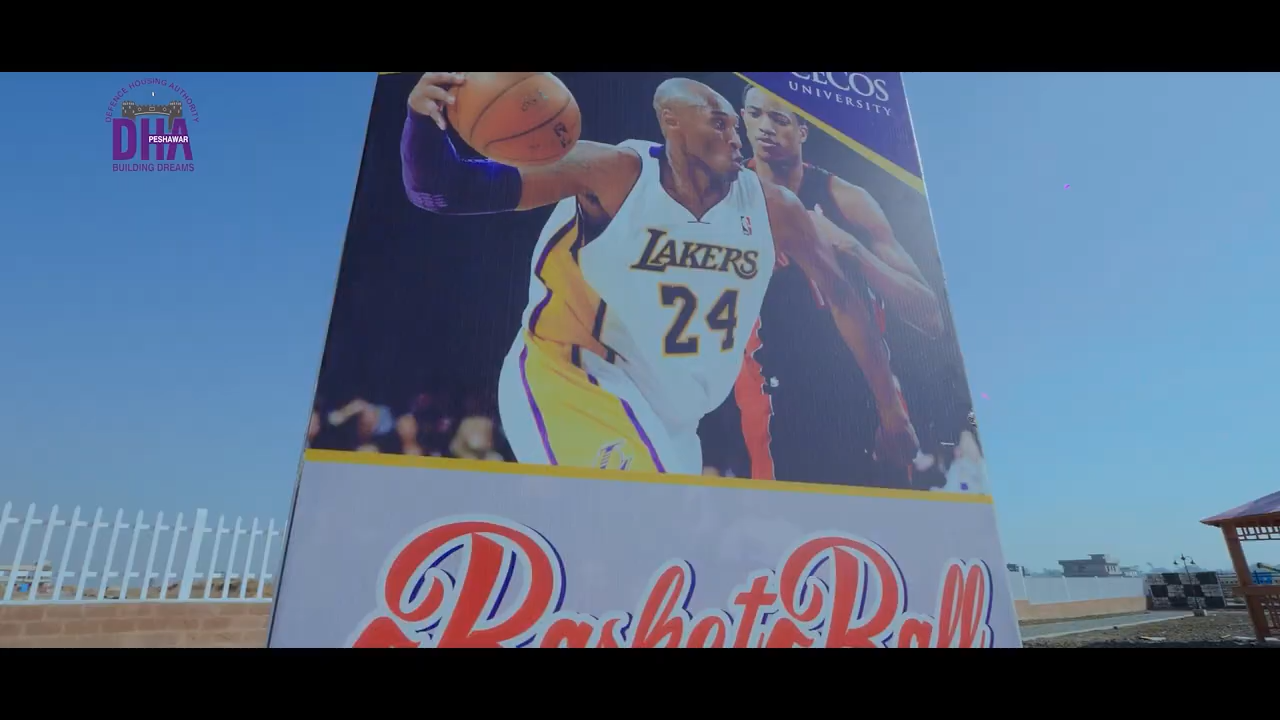 DEFENCE HOUSING AUTHORITY
DHA
PESHAWAR
BUILDING DREAMS
CECOS
UNIVERSITY
LAKERS
24
BasketBall